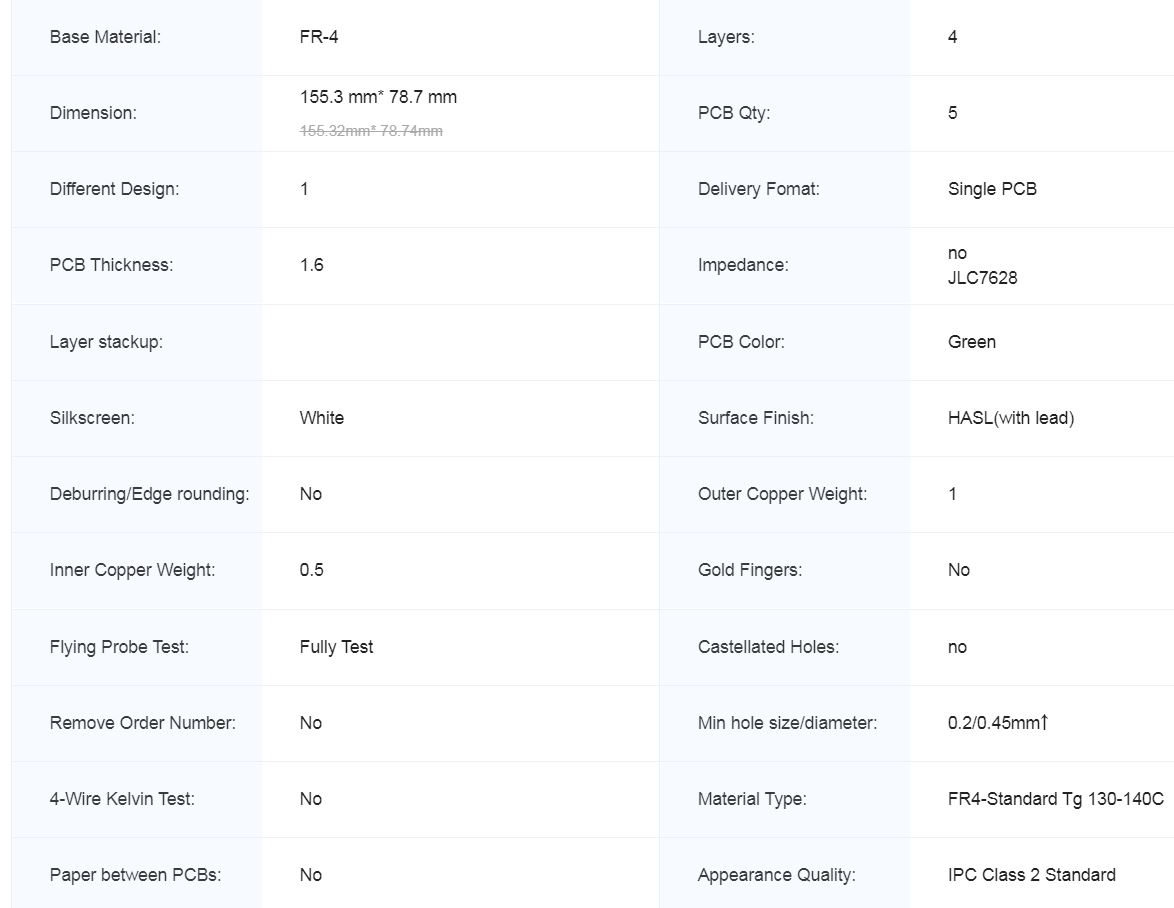 Base Material: FR-4 Layers: 4
Dimension: 155.3 mm* 78.7 mm PCB Qty: 5
155.32mm* 78.74mm
Different Design: 1 Delivery Fomat: Single PCB
PCB Thickness: 1.6 Impedance: no
JLC7628
Layer stackup: PCB Color: Green
Silkscreen: White Surface Finish: HASL(with lead)
Deburring/Edge rounding: No Outer Copper Weight: 1
Inner Copper Weight: 0.5 Gold Fingers: No
Flying Probe Test: Fully Test Castellated Holes: no
Remove Order Number: No Min hole size/diameter: 0.2/0.45mm↑
4-Wire Kelvin Test: No Material Type: FR4-Standard Tg 130-140C
Paper between PCBs: No Appearance Quality: IPC Class 2 Standard